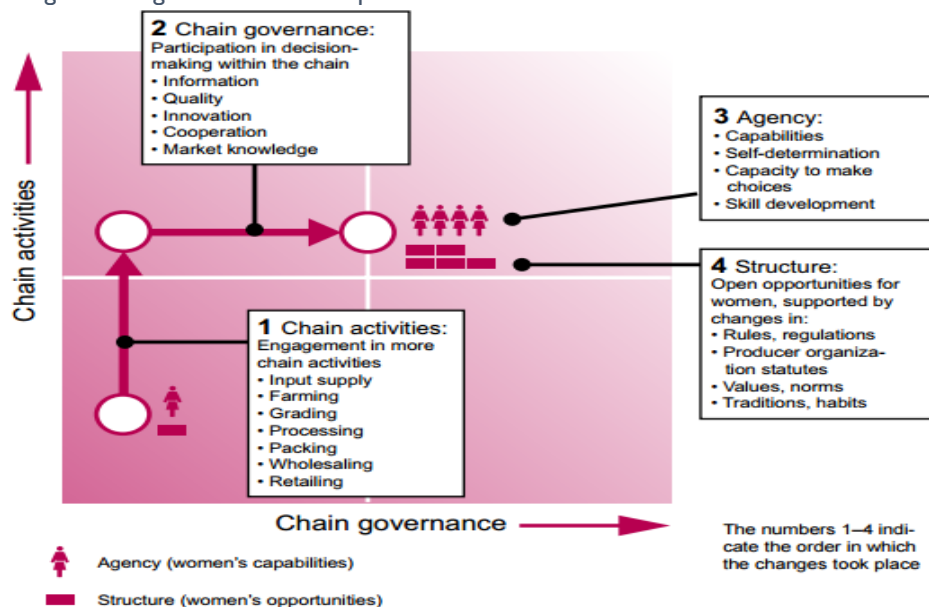 2 Chain governance:
Participation in decision-
making within the chain
• Information
• Quality
• Innovation
• Cooperation
• Market knowledge
3 Agency:
• Capabilities
• Self-determination
• Capacity to make
choices
• Skill development
Chain activities
4 Structure:
Open opportunities for
women, supported by
changes in:
• Rules, regulations
• Producer organiza-
tion statutes
• Values, norms
• Traditions, habits
1 Chain activities:
Engagement in more
chain activities
• Input supply
• Farming
• Grading
• Processing
• Packing
• Wholesaling
• Retailing
Chain governance
The numbers 1–4 indi-
cate the order in which
the changes took place
Agency (women's capabilities)
Structure (women's opportunities)